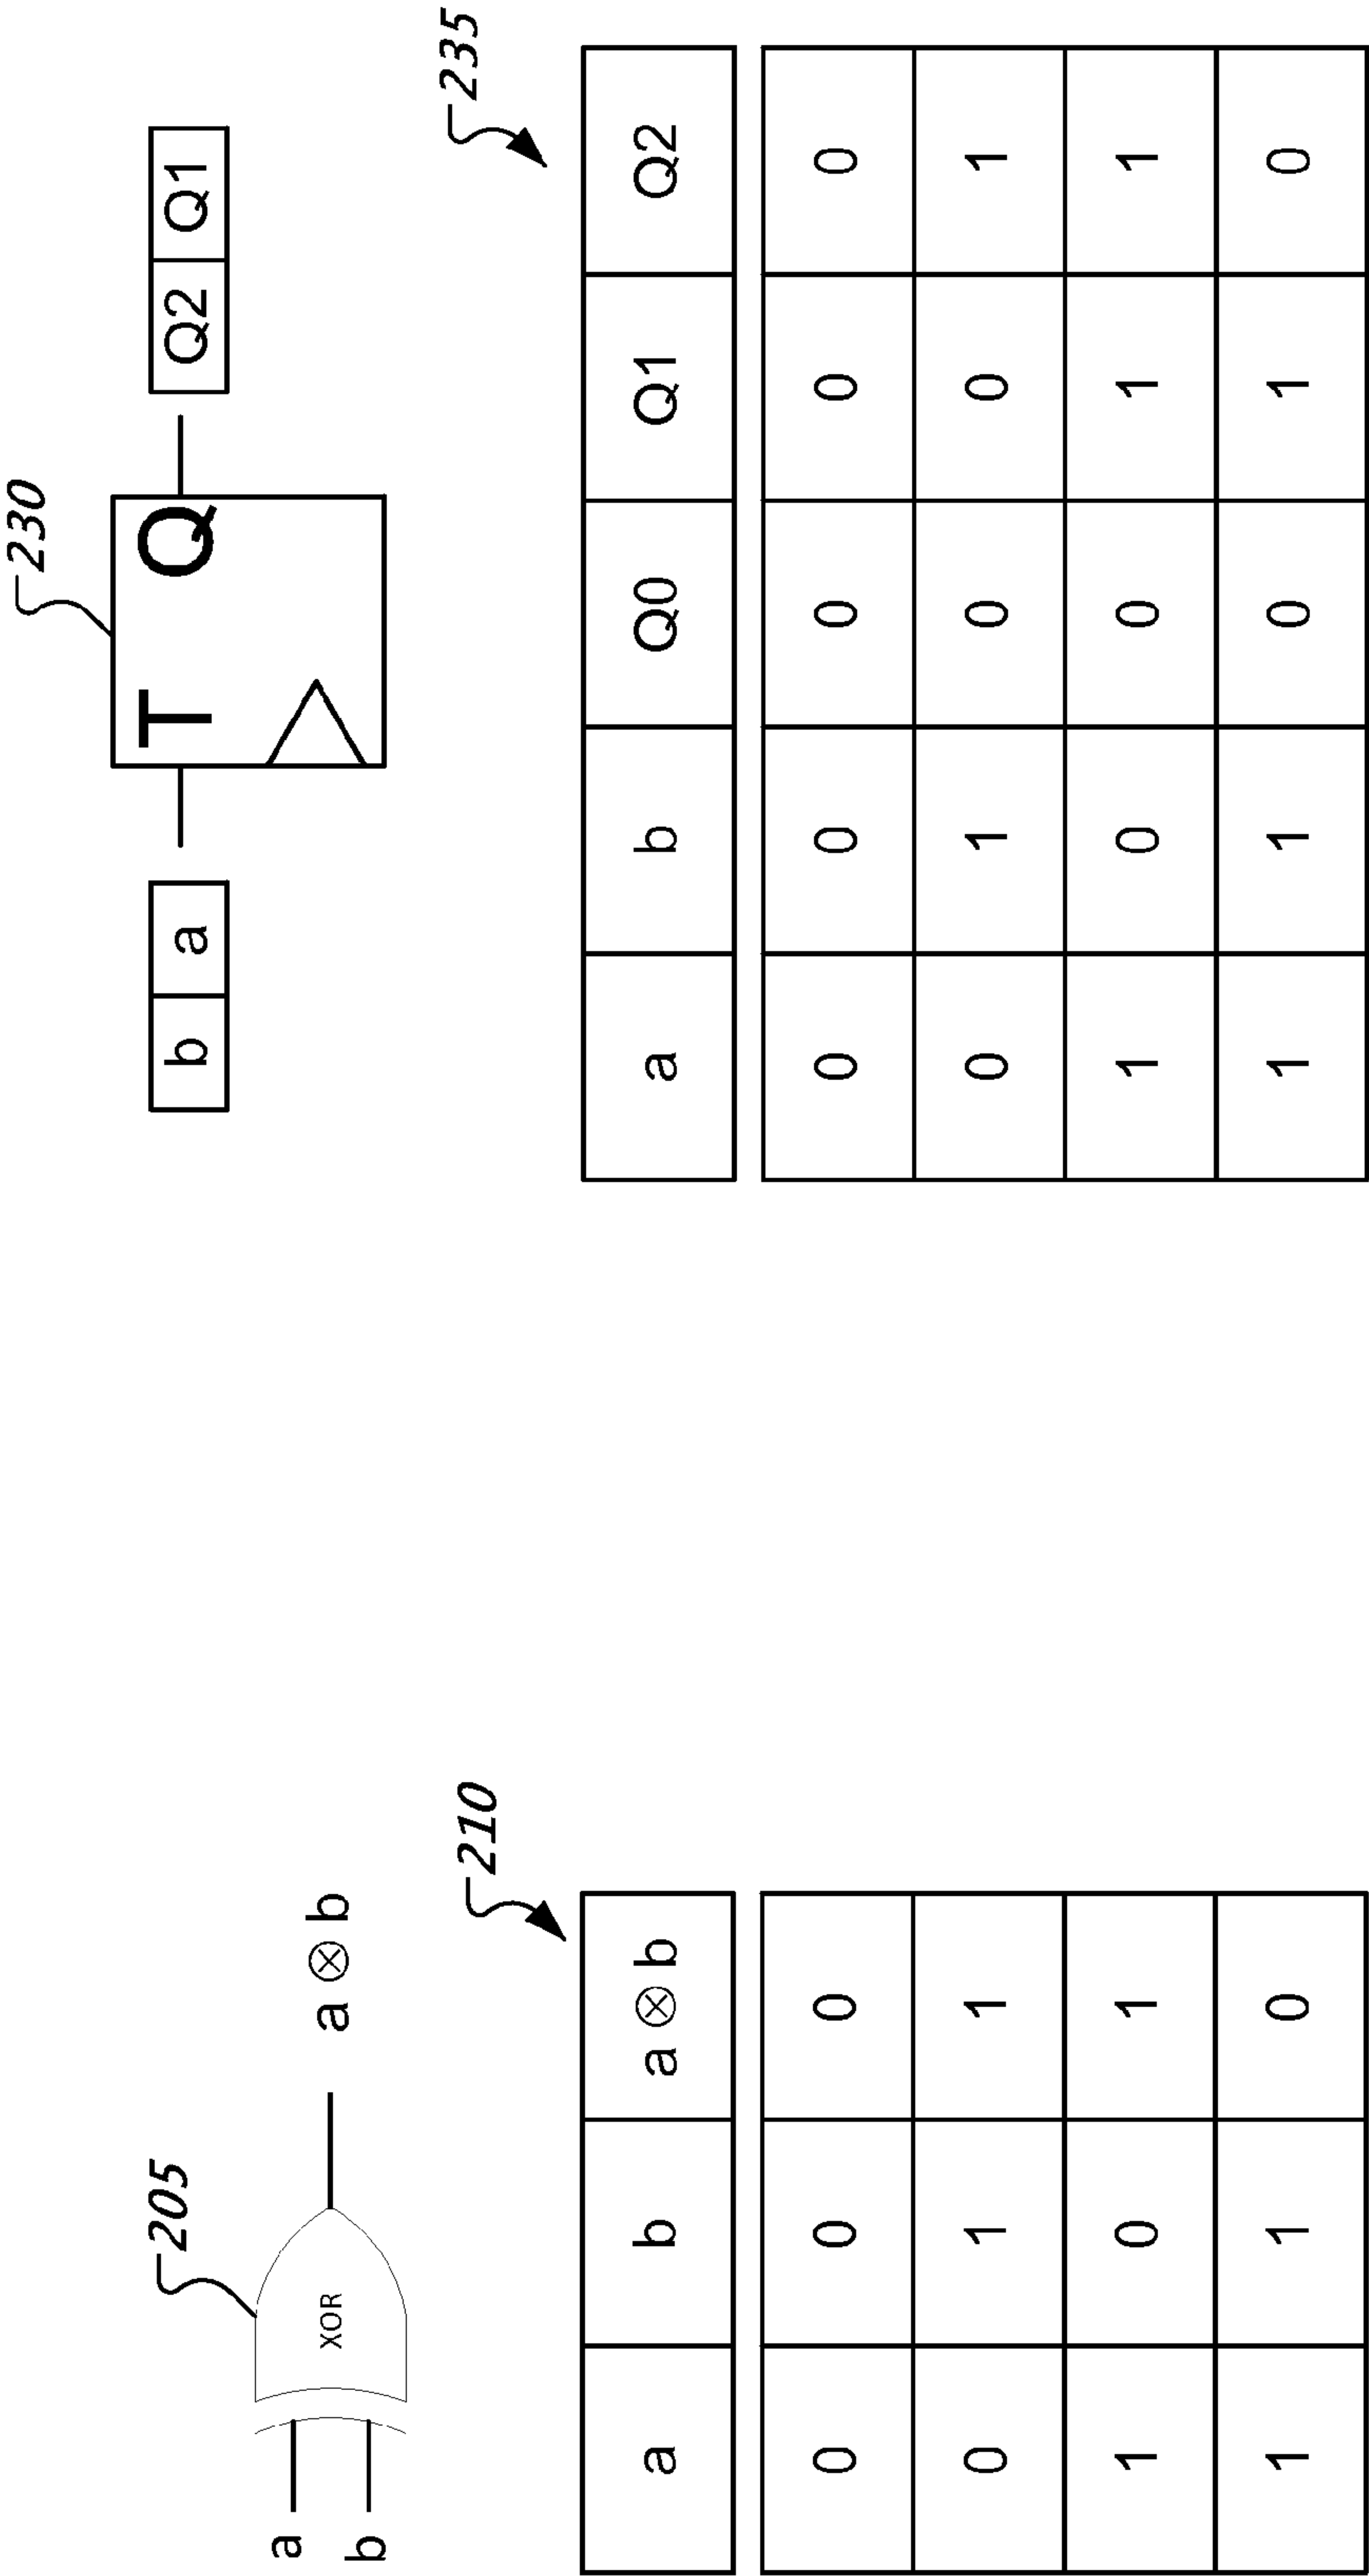 205
XOR
a
b
a ⊗ b
210
a b a ⊗ b
0 0 0
0 1 1
1 0 1
1 1 0
230
b a
T Q
Q2 Q1
235
a b Q0 Q1 Q2
0 0 0 0 0
0 1 0 0 1
1 0 0 1 1
1 1 0 1 0